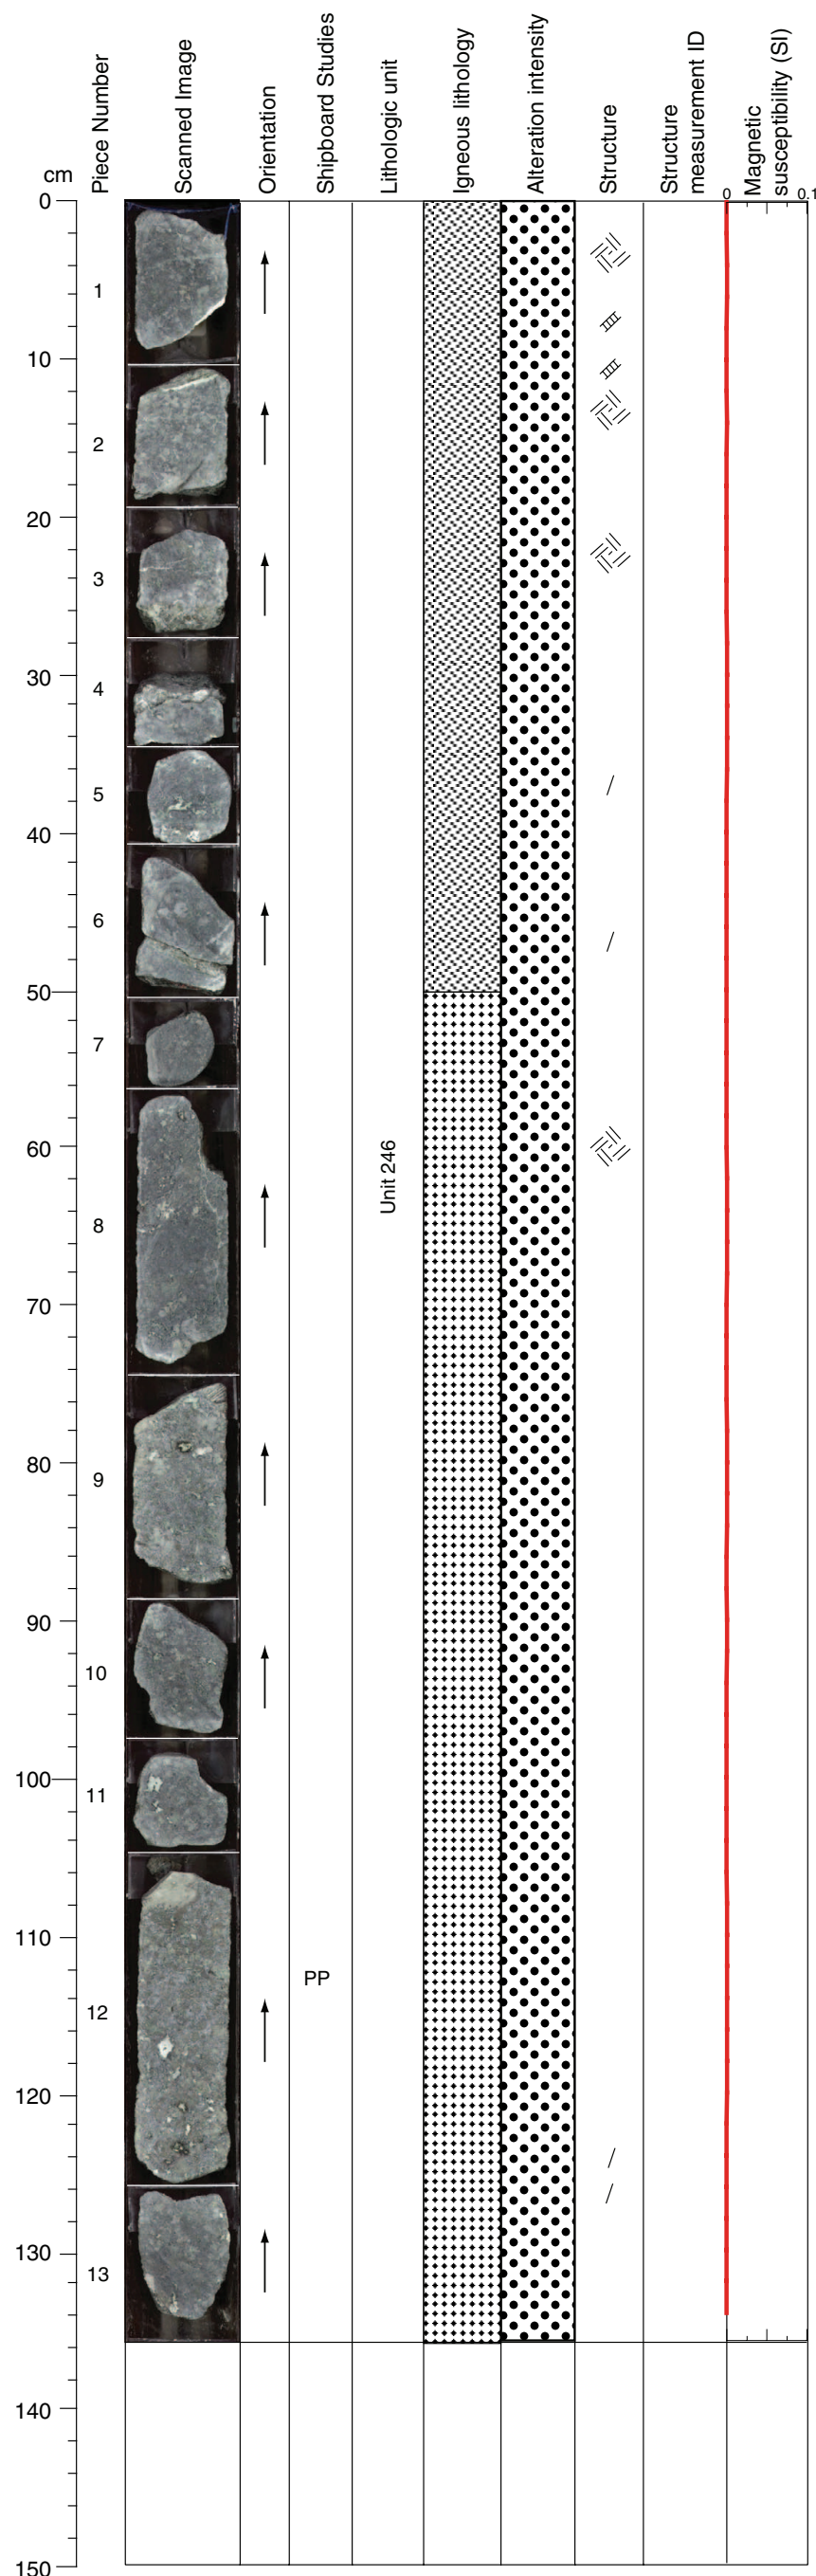 cm
Piece Number
Scanned Image
Orientation
Shipboard Studies
Lithologic unit
Igneous lithology
Alteration intensity
Structure
Structure
measurement ID
Magnetic
susceptibility (SI)
0
0.1
0
1
10
2
20
3
30
4
5
40
6
50
7
60
Unit 246
8
70
80
9
90
10
100
11
110
PP
12
120
130
13
140
150